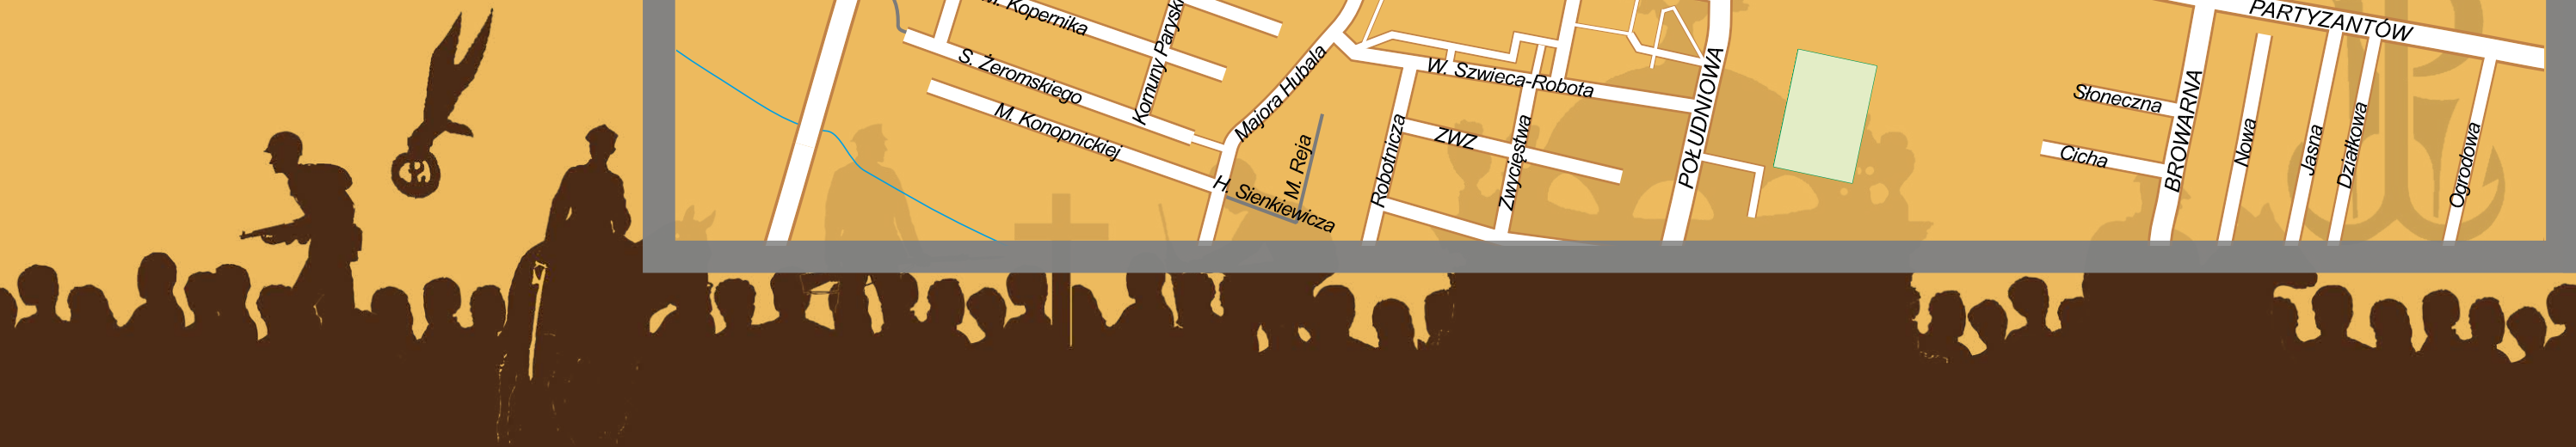 M. Kopernika
Komuny Parysk
S. Żeromskiego
M. Konopnickiej
Majora Hubala
H. Sienkiewicza
M. Reja
W. Szwieca-Robota
Robotnicza
ZWZ
Zwycięstwa
POŁUDNIOWA
PARTYZANTÓW
Słoneczna
Cicha
BROWARNA
Nowa
Jasna
Działkowa
Ogrodowa